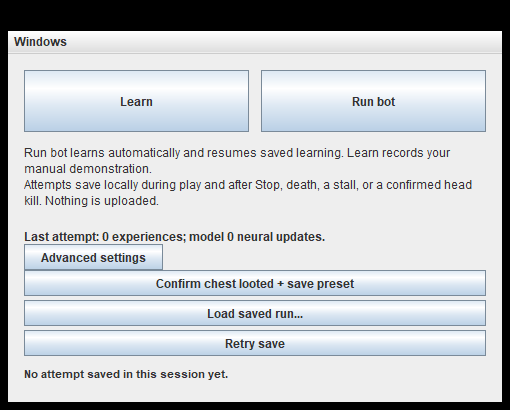 Windows
Learn
Run bot
Run bot learns automatically and resumes saved learning. Learn records your
manual demonstration.
Attempts save locally during play and after Stop, death, a stall, or a confirmed head
kill. Nothing is uploaded.
Last attempt: 0 experiences; model 0 neural updates.
Advanced settings
Confirm chest looted + save preset
Load saved run...
Retry save
No attempt saved in this session yet.